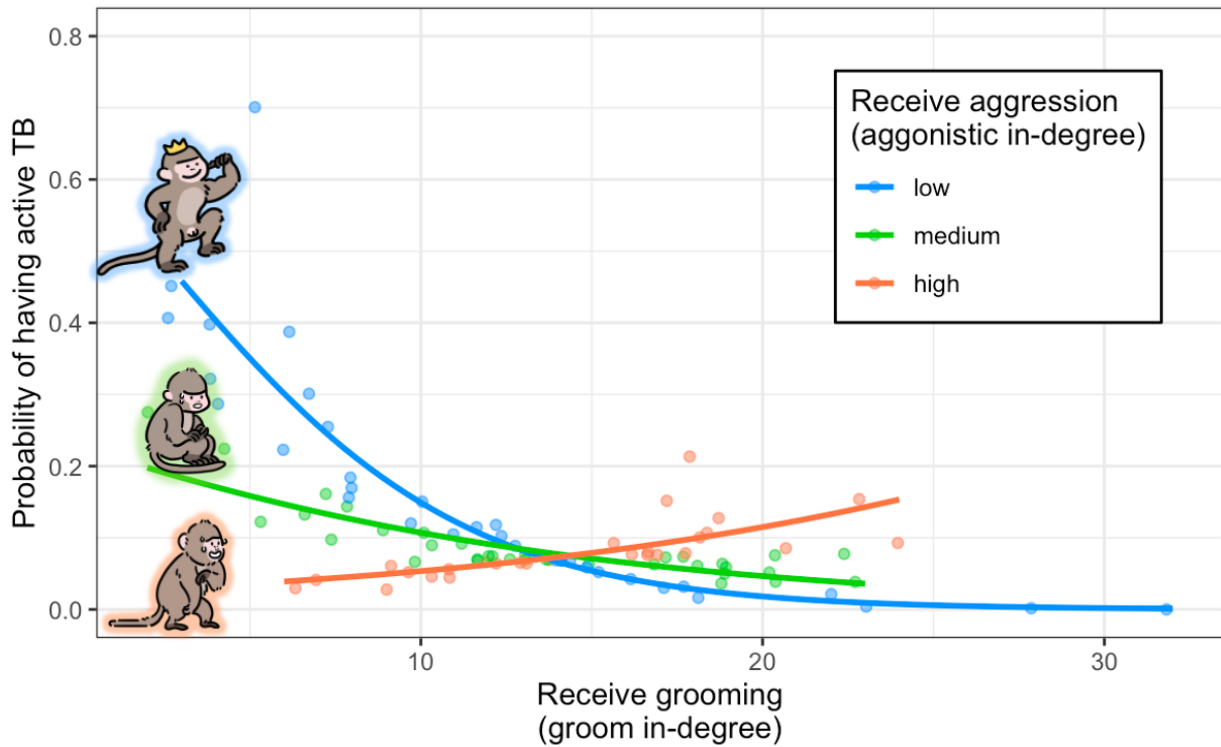 Probability of having active TB
0.8
0.6
0.4
0.2
0.0
Receive aggression
(aggonistic in-degree)
low
medium
high
10
20
30
Receive grooming
(groom in-degree)